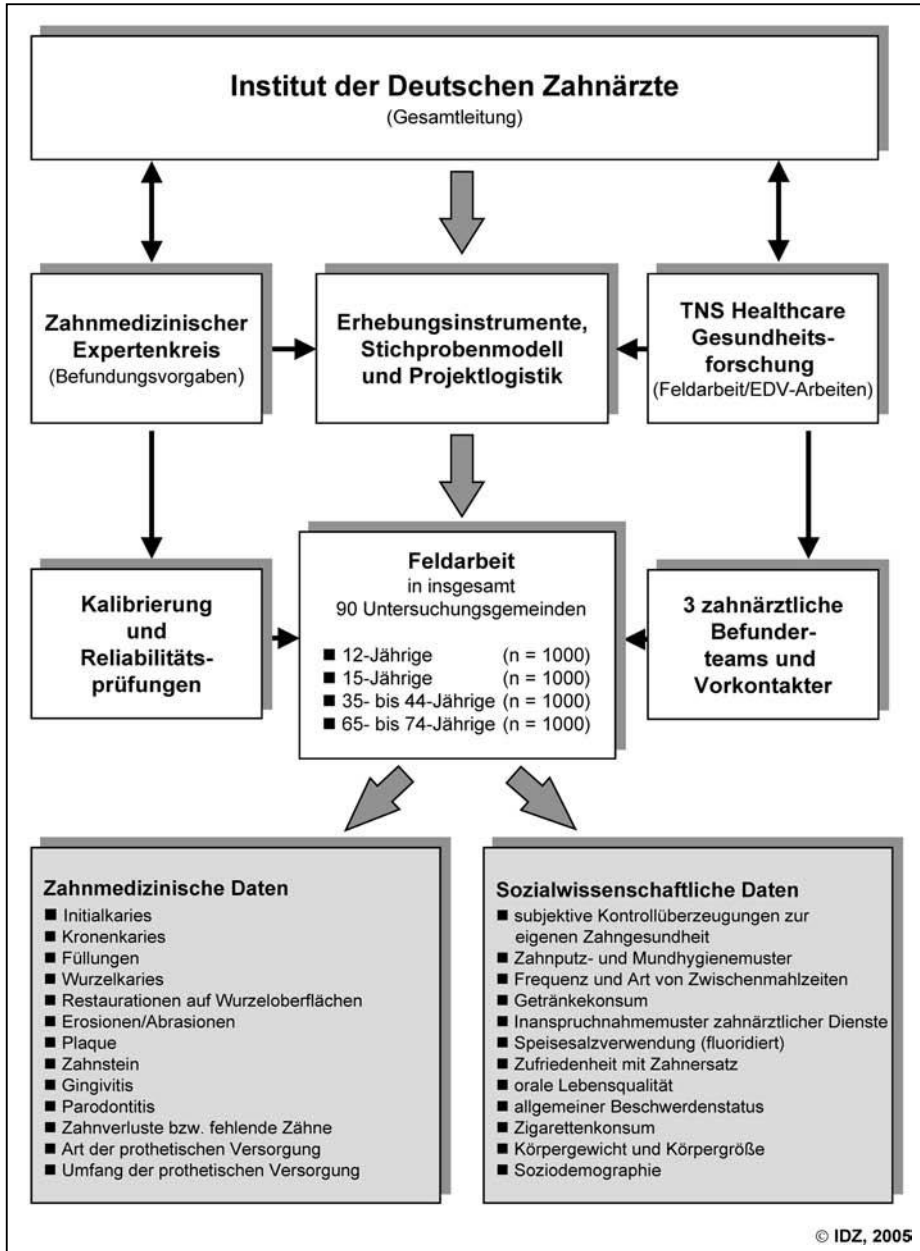 Institut der Deutschen Zahnärzte
(Gesamtleitung)
Zahnmedizinischer
Expertenkreis
(Befundungsvorgaben)
Erhebungsinstrumente,
Stichprobenmodell
und Projektlogistik
TNS Healthcare
Gesundheits-
forschung
(Feldarbeit/EDV-Arbeiten)
Kalibrierung
und
Reliabilitäts-
prüfungen
Feldarbeit
in insgesamt
90 Untersuchungsgemeinden
■ 12-Jährige (n = 1000)
■ 15-Jährige (n = 1000)
■ 35- bis 44-Jährige (n = 1000)
■ 65- bis 74-Jährige (n = 1000)
3 zahnärztliche
Befunder-
teams und
Vorkontakter
Zahnmedizinische Daten
■ Initialkaries
■ Kronenkaries
■ Füllungen
■ Wurzelkaries
■ Restaurationen auf Wurzeloberflächen
■ Erosionen/Abrasionen
■ Plaque
■ Zahnstein
■ Gingivitis
■ Parodontitis
■ Zahnverluste bzw. fehlende Zähne
■ Art der prothetischen Versorgung
■ Umfang der prothetischen Versorgung
Sozialwissenschaftliche Daten
■ subjektive Kontrollüberzeugungen zur
eigenen Zahngesundheit
■ Zahnputz- und Mundhygienemuster
■ Frequenz und Art von Zwischenmahlzeiten
■ Getränkekonsum
■ Inanspruchnahmemuster zahnärztlicher Dienste
■ Speisesalzverwendung (fluoridiert)
■ Zufriedenheit mit Zahnersatz
■ orale Lebensqualität
■ allgemeiner Beschwerdenstatus
■ Zigarettenkonsum
■ Körpergewicht und Körpergröße
■ Soziodemographie
© IDZ, 2005